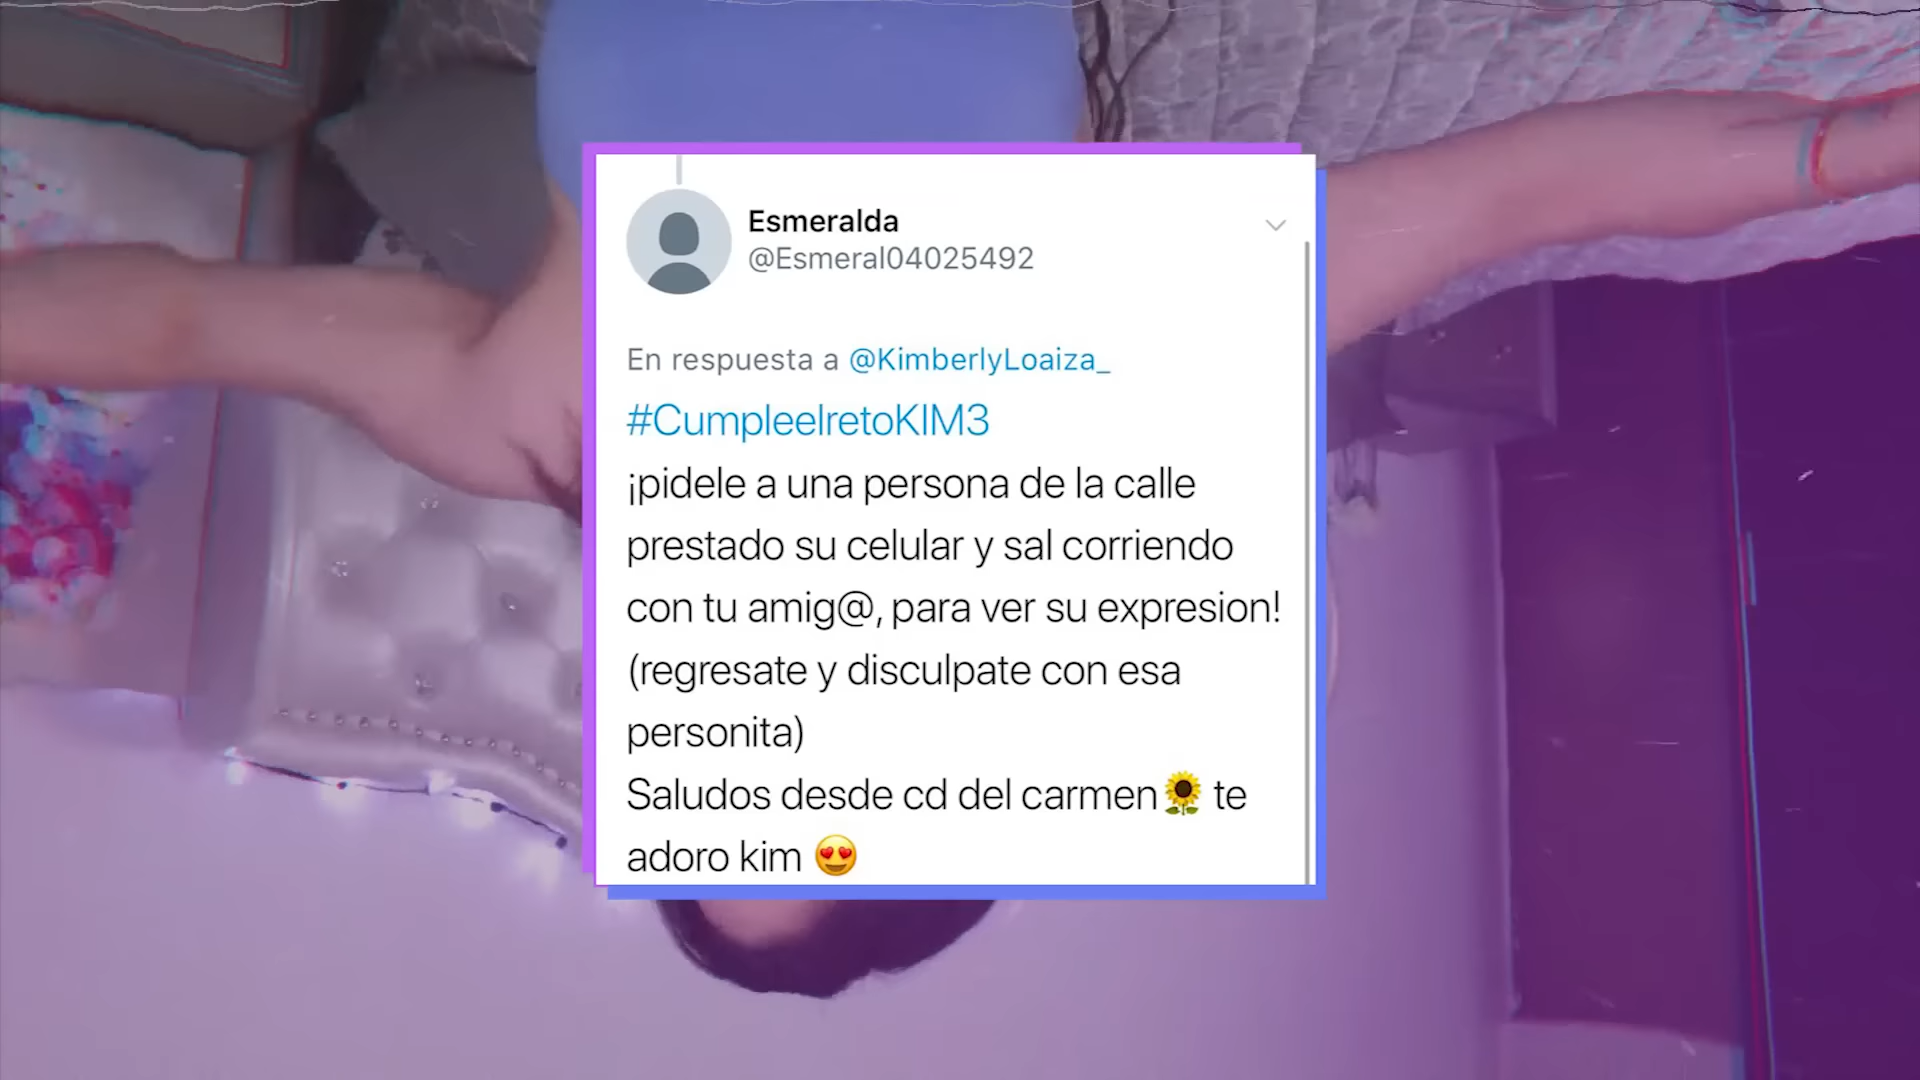 Esmeralda
@Esmeral04025492
En respuesta a @KimberlyLoaiza_
#CumpleelretoKIM3
¡pidele a una persona de la calle
prestado su celular y sal corriendo
con tu amig@, para ver su expresion!
(regresate y disculpate con esa
personita)
Saludos desde cd del carmen🌻 te
adoro kim 😍